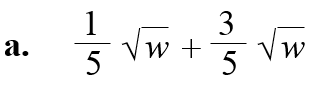 a. 1/5 √w + 3/5 √w